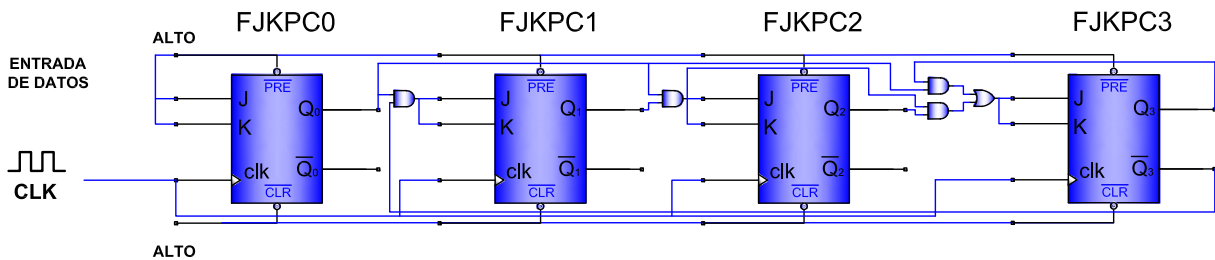 FJKPC0
FJKPC1
FJKPC2
FJKPC3
ALTO
ENTRADA
DE DATOS
PRE
PRE
PRE
PRE
J
Q0
J
Q1
J
Q2
J
Q3
K
K
K
K
CLK
clk
Q0
clk
Q1
clk
Q2
clk
Q3
CLR
CLR
CLR
CLR
ALTO